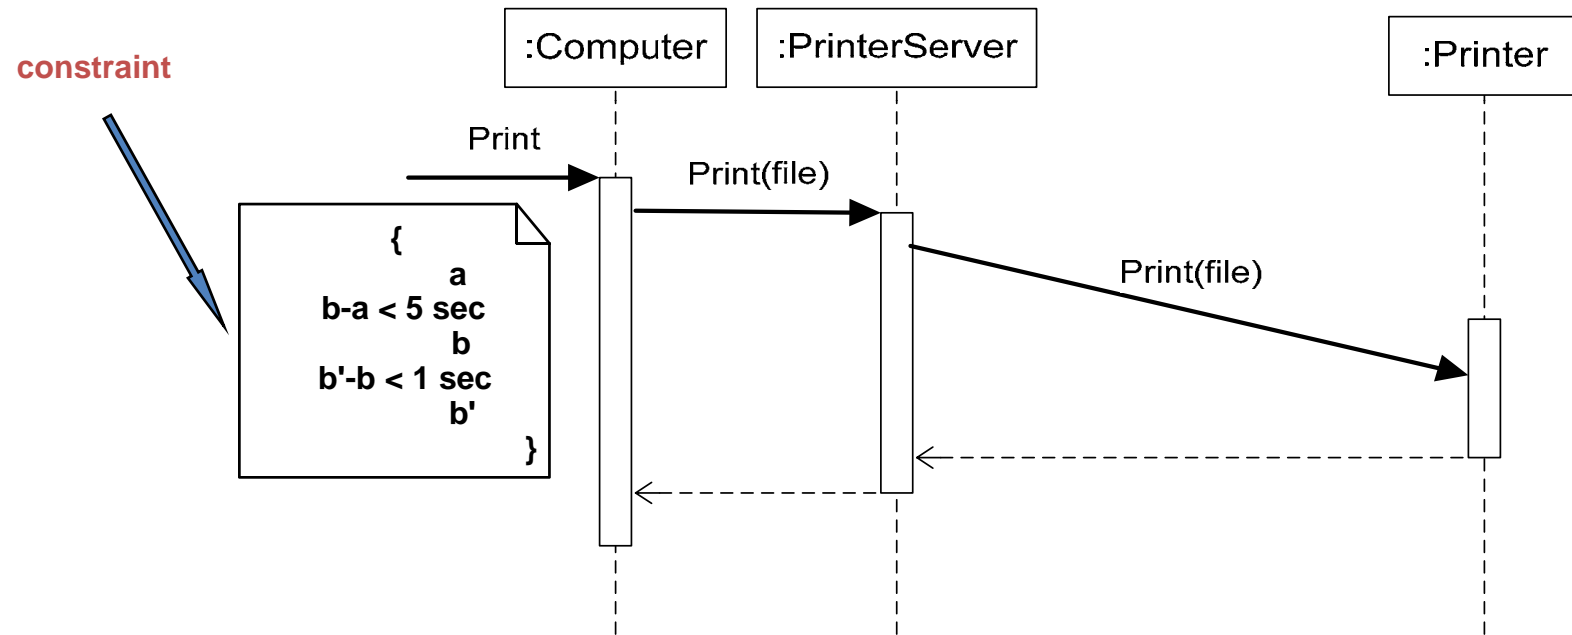 :Computer
:PrinterServer
:Printer
constraint
Print
Print(file)
Print(file)
{
a
b-a < 5 sec
b
b'-b < 1 sec
b'
}